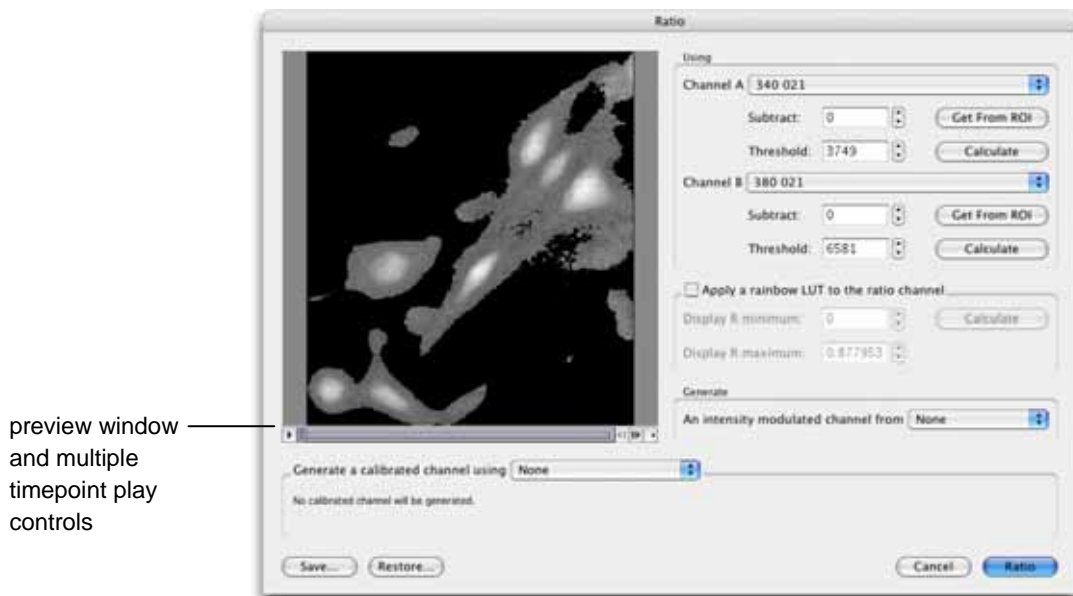 Ratio
Using
Channel A 340 021
Subtract: 0 Get From ROI
Threshold: 3749 Calculate
Channel B 380 021
Subtract: 0 Get From ROI
Threshold: 6581 Calculate
Apply a rainbow LUT to the ratio channel
Display R minimum: 0 Calculate
Display R maximum: 0.877953
Generate
An intensity modulated channel from None
preview window
and multiple
timepoint play
controls
Generate a calibrated channel using None
No calibrated channel will be generated.
Save... Restore... Cancel Ratio